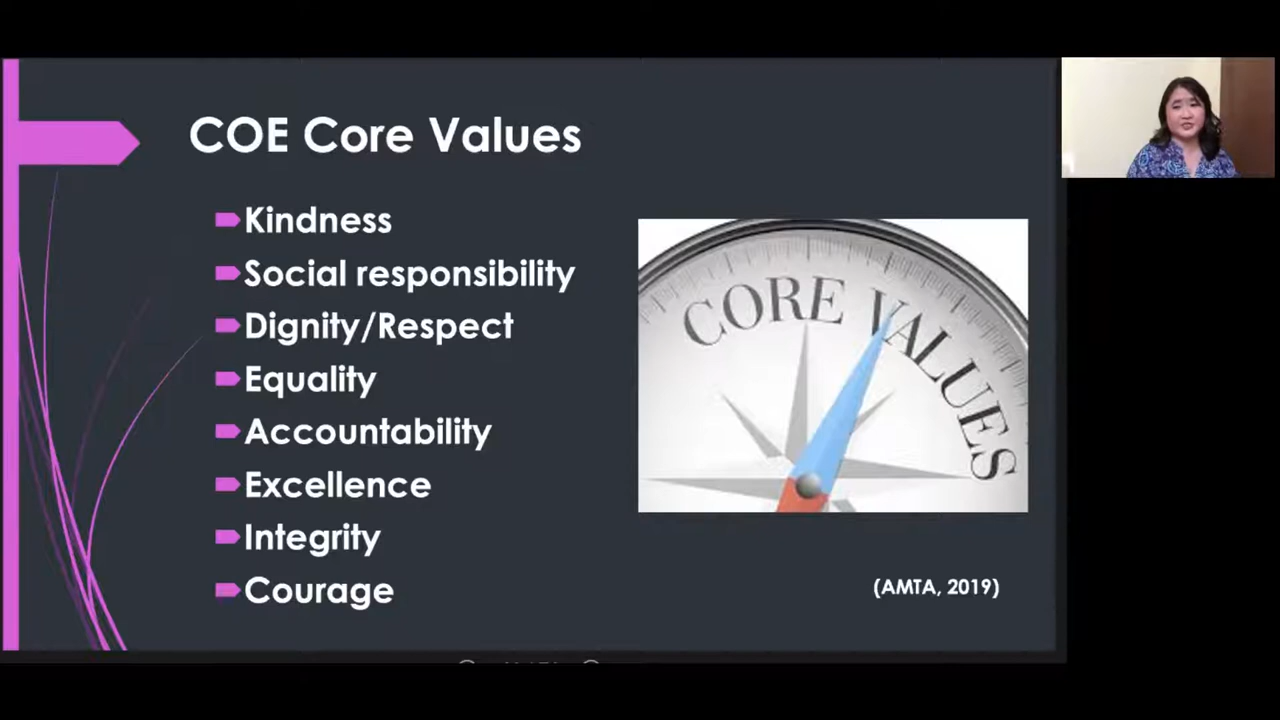 COE Core Values
Kindness
Social responsibility
Dignity/Respect
Equality
Accountability
Excellence
Integrity
Courage
CORE VALUES
(AMTA, 2019)